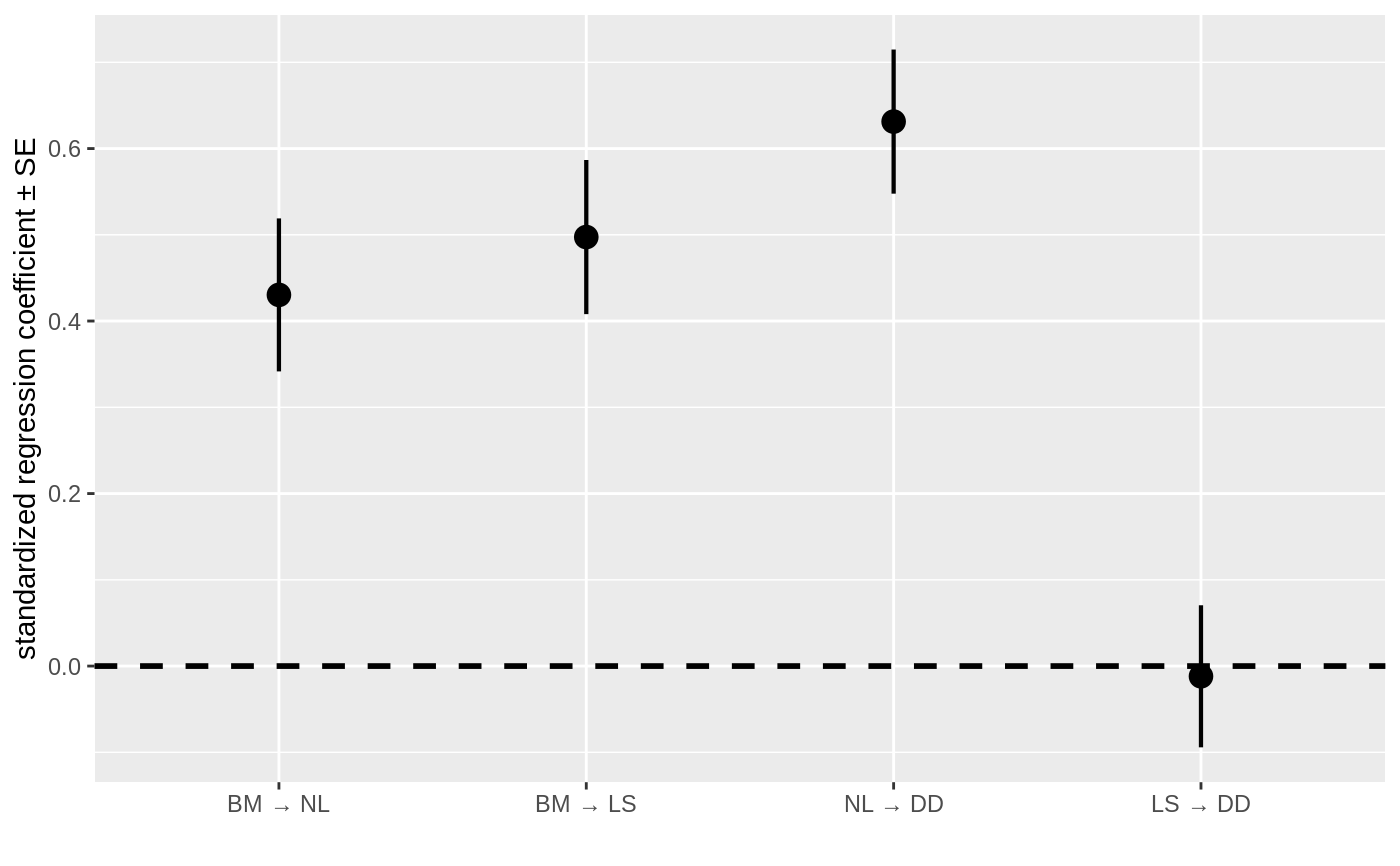 standardized regression coefficient ± SE
0.6
0.4
0.2
0.0
BM → NL
BM → LS
NL → DD
LS → DD